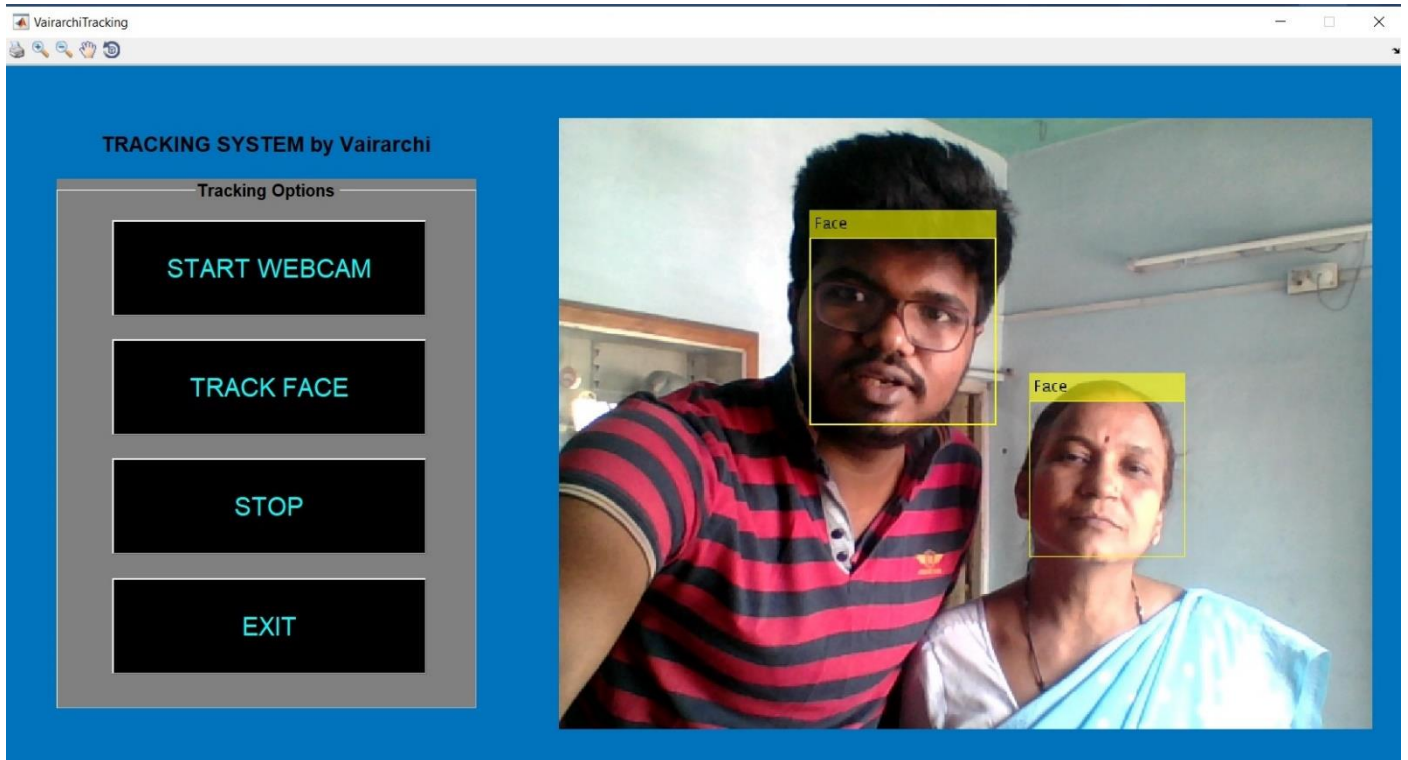 VairarchiTracking
TRACKING SYSTEM by Vairarchi
Tracking Options
START WEBCAM
TRACK FACE
STOP
EXIT
Face
Face